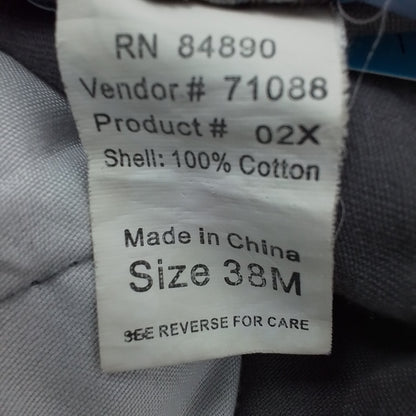 RN 84890
Vendor # 71088
Product # 02X
Shell: 100% Cotton
Made in China
Size 38M
SEE REVERSE FOR CARE